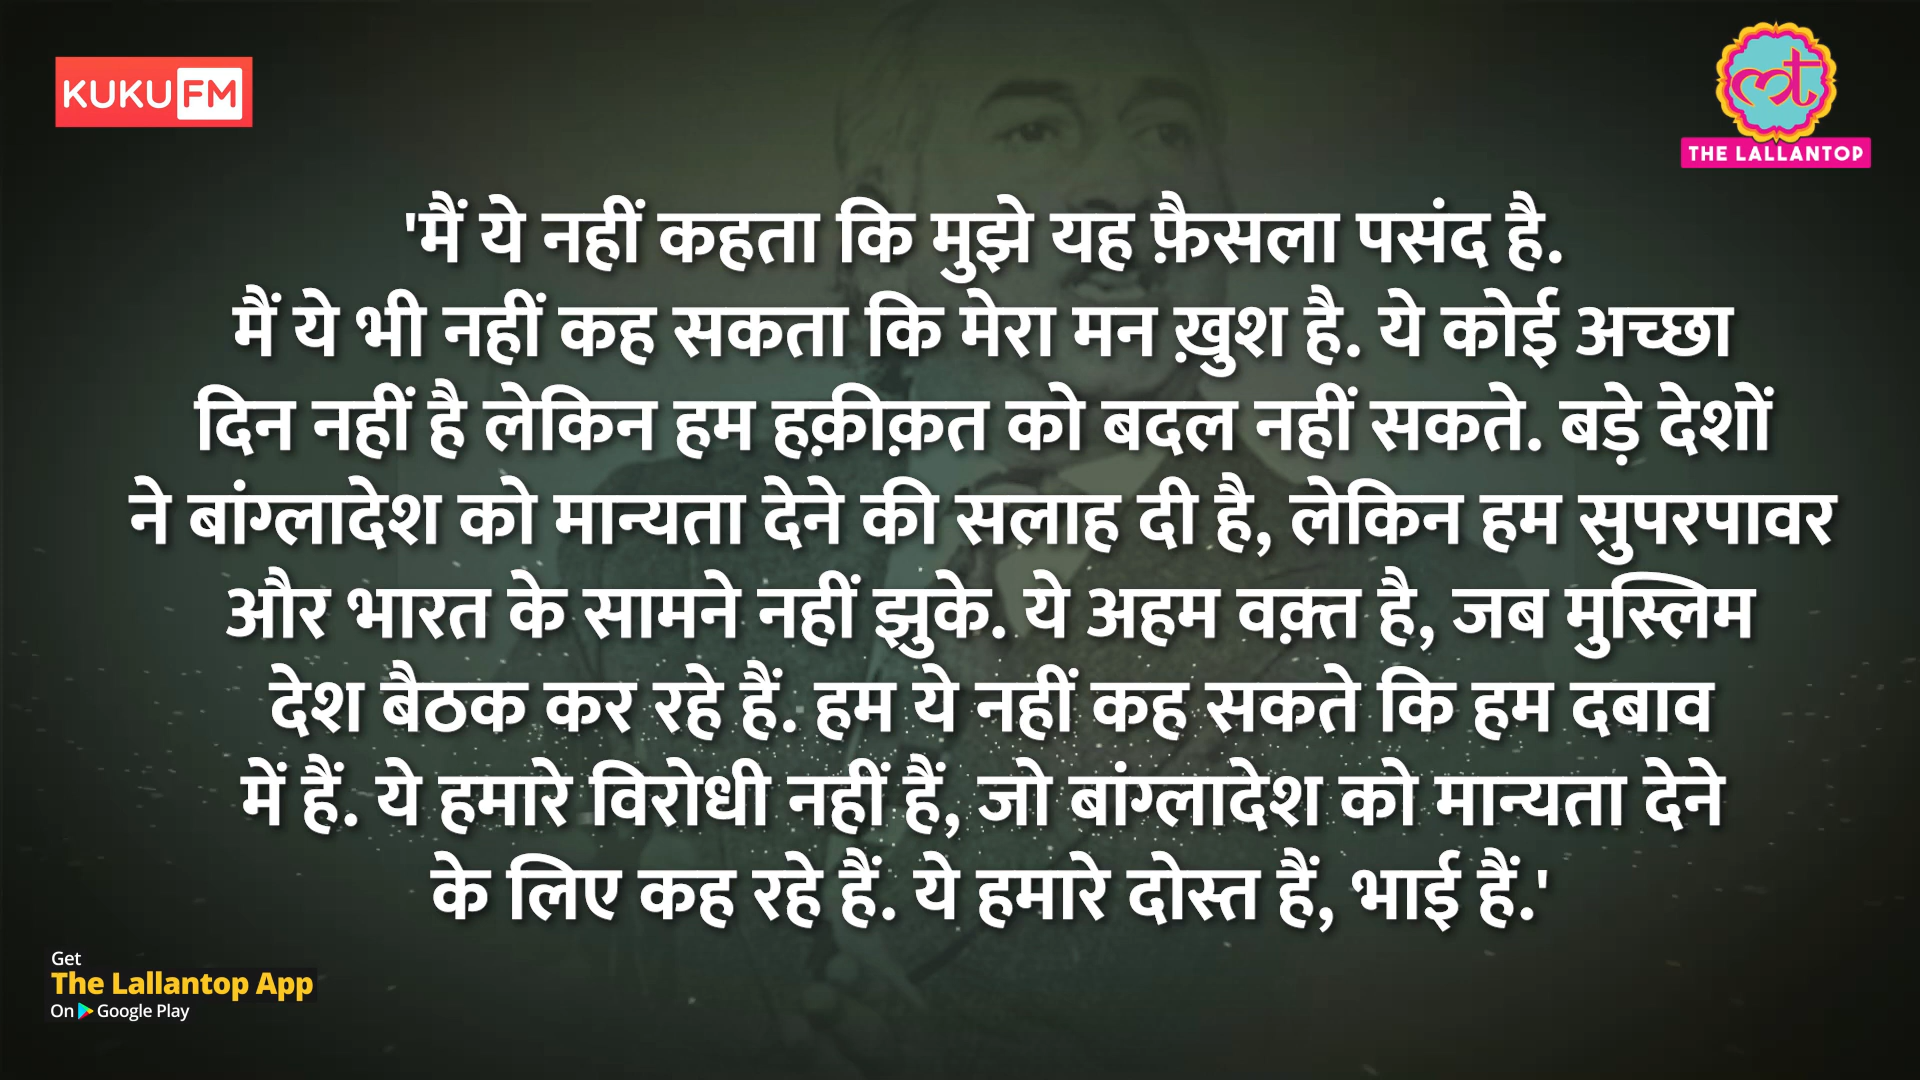 KUKU FM
THE LALLANTOP
'मैं ये नहीं कहता कि मुझे यह फ़ैसला पसंद है.
मैं ये भी नहीं कह सकता कि मेरा मन ख़ुश है. ये कोई अच्छा
दिन नहीं है लेकिन हम हक़ीक़त को बदल नहीं सकते. बड़े देशों
ने बांग्लादेश को मान्यता देने की सलाह दी है, लेकिन हम सुपरपावर
और भारत के सामने नहीं झुके. ये अहम वक़्त है, जब मुस्लिम
देश बैठक कर रहे हैं. हम ये नहीं कह सकते कि हम दबाव
में हैं. ये हमारे विरोधी नहीं हैं, जो बांग्लादेश को मान्यता देने
के लिए कह रहे हैं. ये हमारे दोस्त हैं, भाई हैं.'
Get
The Lallantop App
On Google Play